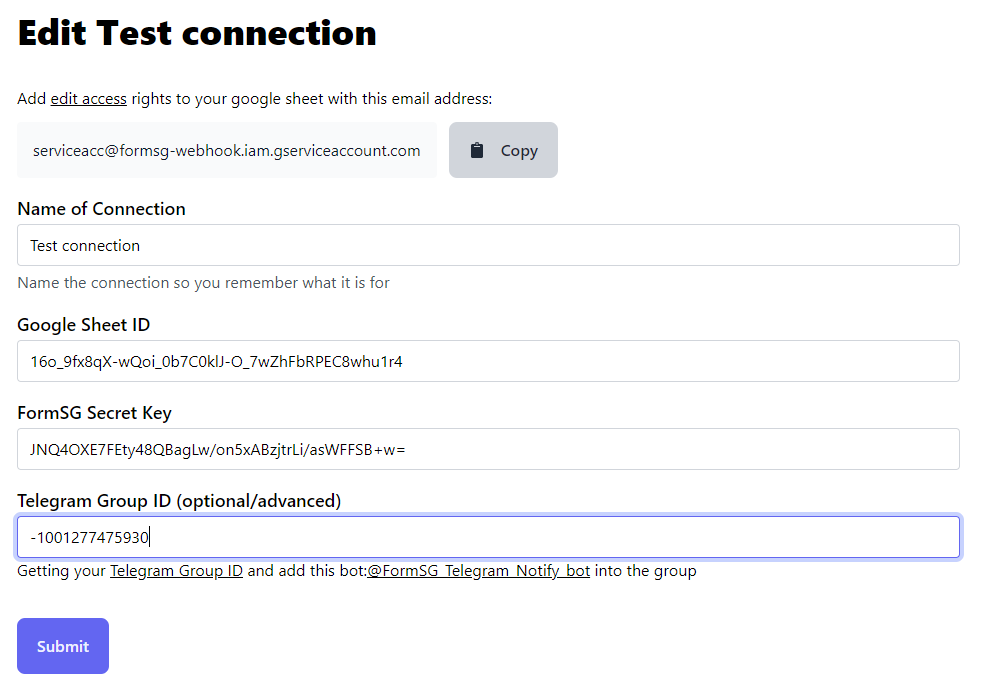 Edit Test connection
Add edit access rights to your google sheet with this email address:
serviceacc@formsg-webhook.iam.gserviceaccount.com
Copy
Name of Connection
Test connection
Name the connection so you remember what it is for
Google Sheet ID
16o_9fx8qX-wQoi_0b7C0klJ-O_7wZhFbRPEC8whu1r4
FormSG Secret Key
JNQ4OXE7FEty48QBagLw/on5xABzjtrLi/asWFFSB+w=
Telegram Group ID (optional/advanced)
-1001277475930
Getting your Telegram Group ID and add this bot:@FormSG_Telegram_Notify_bot into the group
Submit